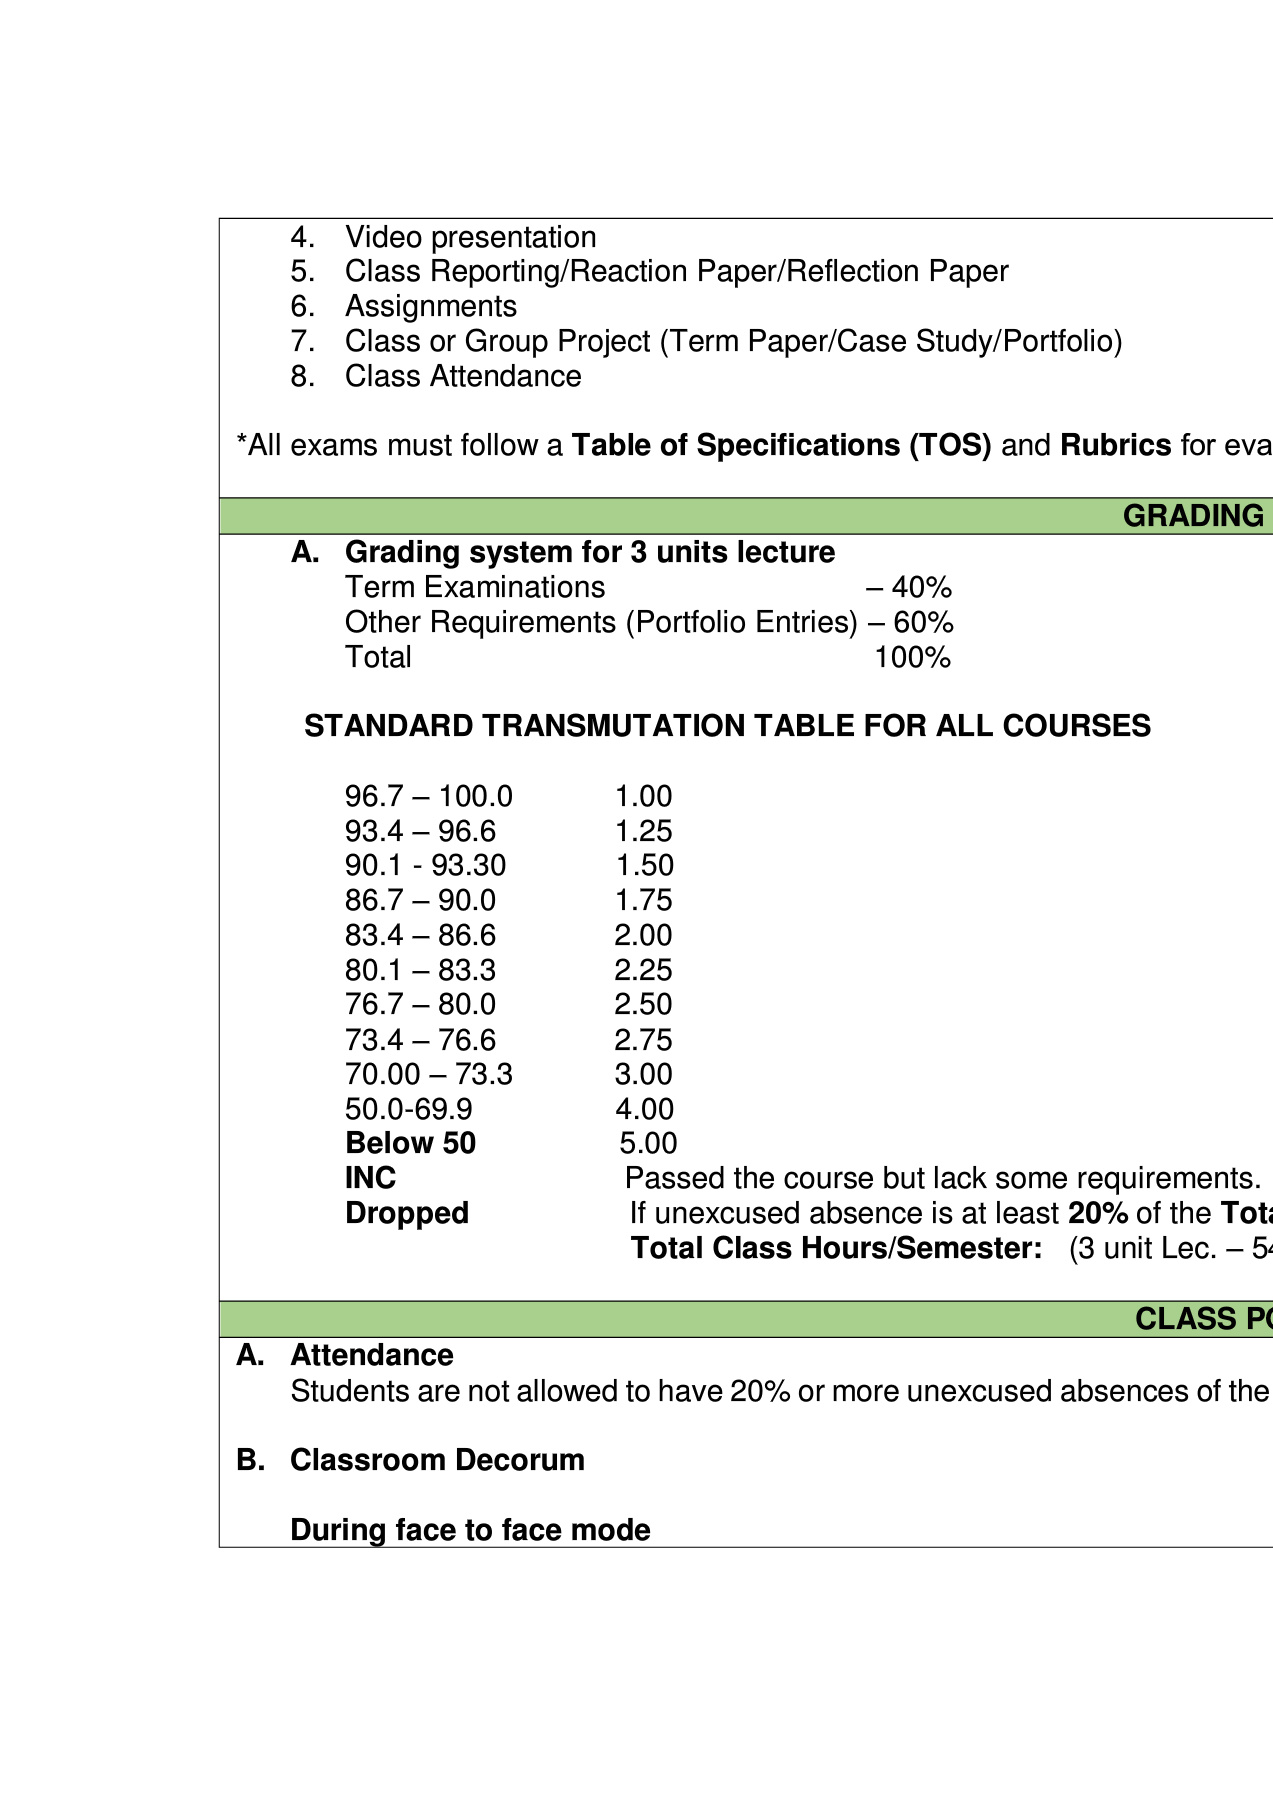 4. Video presentation
5. Class Reporting/Reaction Paper/Reflection Paper
6. Assignments
7. Class or Group Project (Term Paper/Case Study/Portfolio)
8. Class Attendance
*All exams must follow a Table of Specifications (TOS) and Rubrics for eva
GRADING
A. Grading system for 3 units lecture
Term Examinations – 40%
Other Requirements (Portfolio Entries) – 60%
Total 100%
STANDARD TRANSMUTATION TABLE FOR ALL COURSES
96.7 – 100.0 1.00
93.4 – 96.6 1.25
90.1 - 93.30 1.50
86.7 – 90.0 1.75
83.4 – 86.6 2.00
80.1 – 83.3 2.25
76.7 – 80.0 2.50
73.4 – 76.6 2.75
70.00 – 73.3 3.00
50.0-69.9 4.00
Below 50 5.00
INC Passed the course but lack some requirements.
Dropped If unexcused absence is at least 20% of the Tota
Total Class Hours/Semester: (3 unit Lec. – 54
CLASS PO
A. Attendance
Students are not allowed to have 20% or more unexcused absences of the
B. Classroom Decorum
During face to face mode